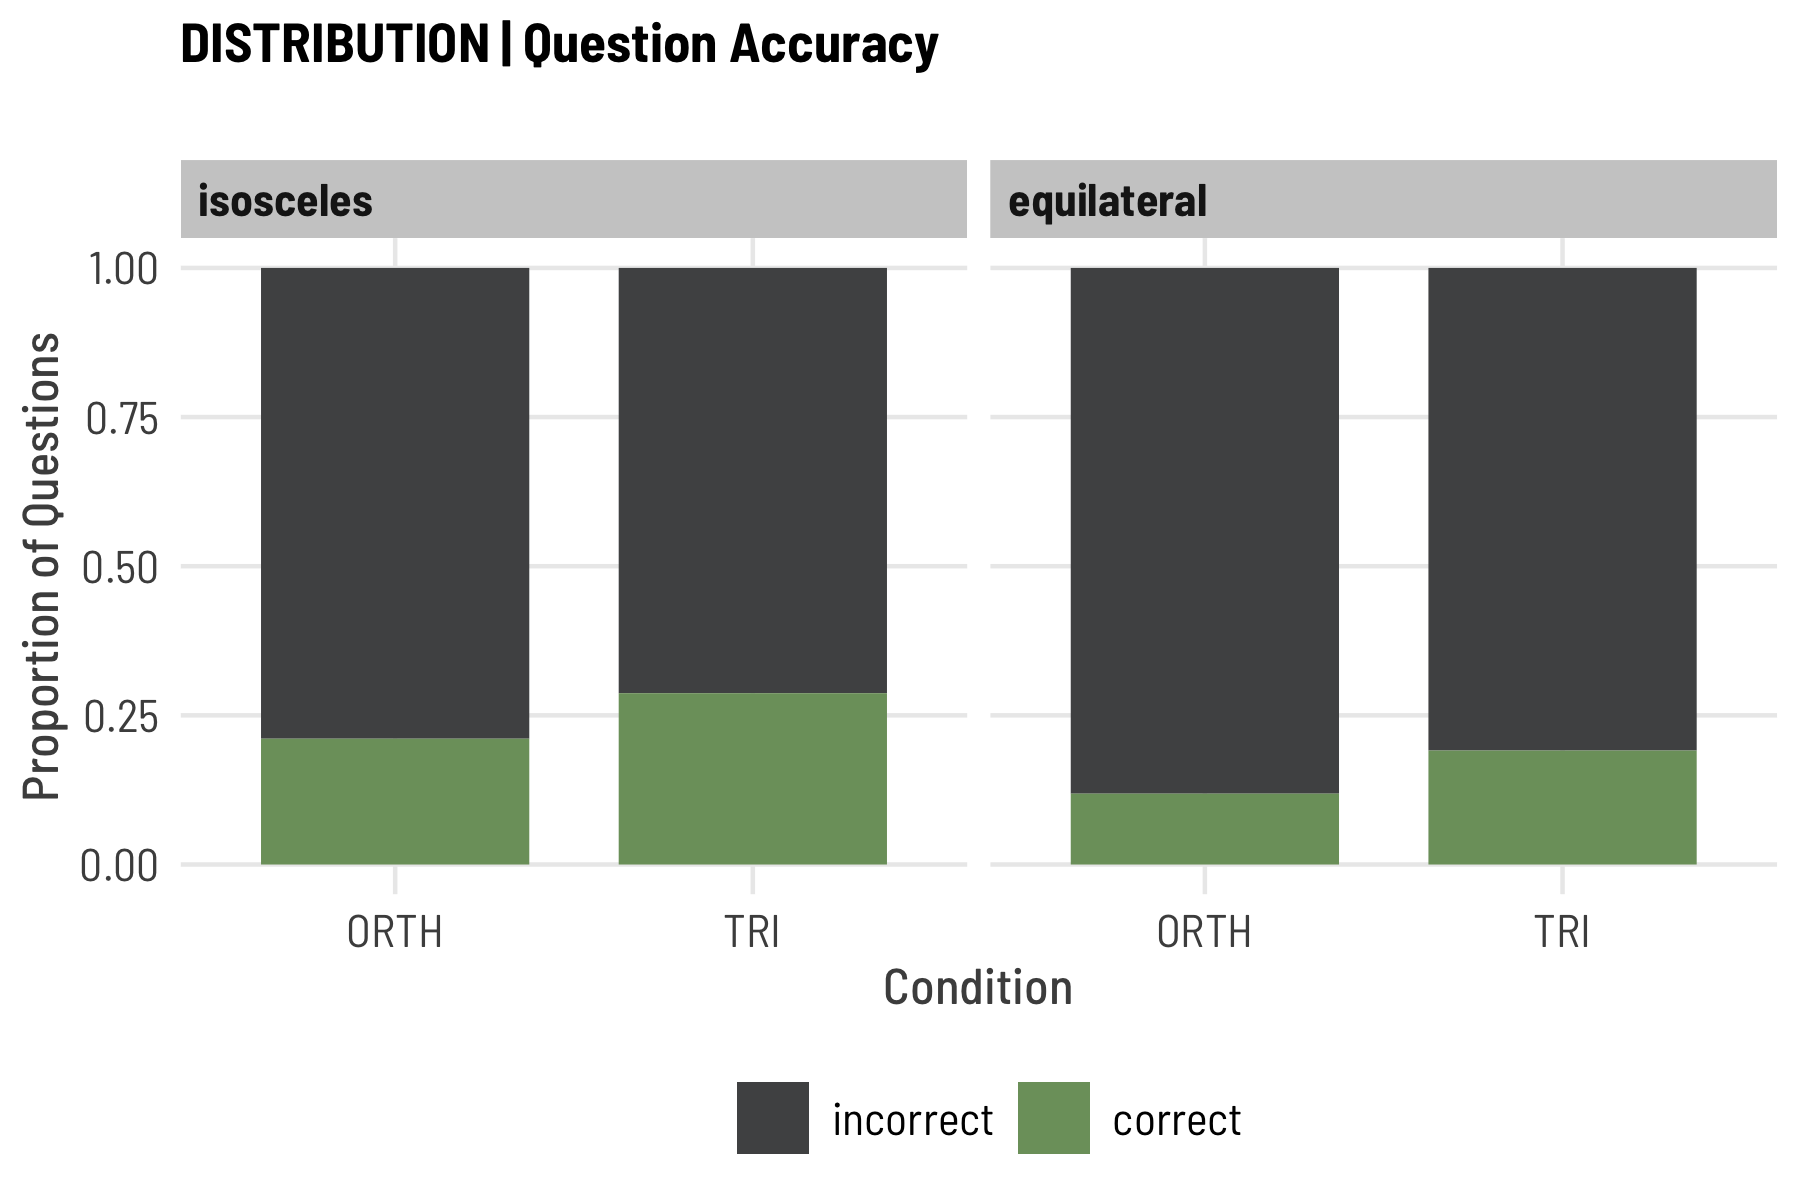 DISTRIBUTION | Question Accuracy
isosceles
equilateral
Proportion of Questions
1.00
0.75
0.50
0.25
0.00
ORTH
TRI
ORTH
TRI
Condition
incorrect
correct